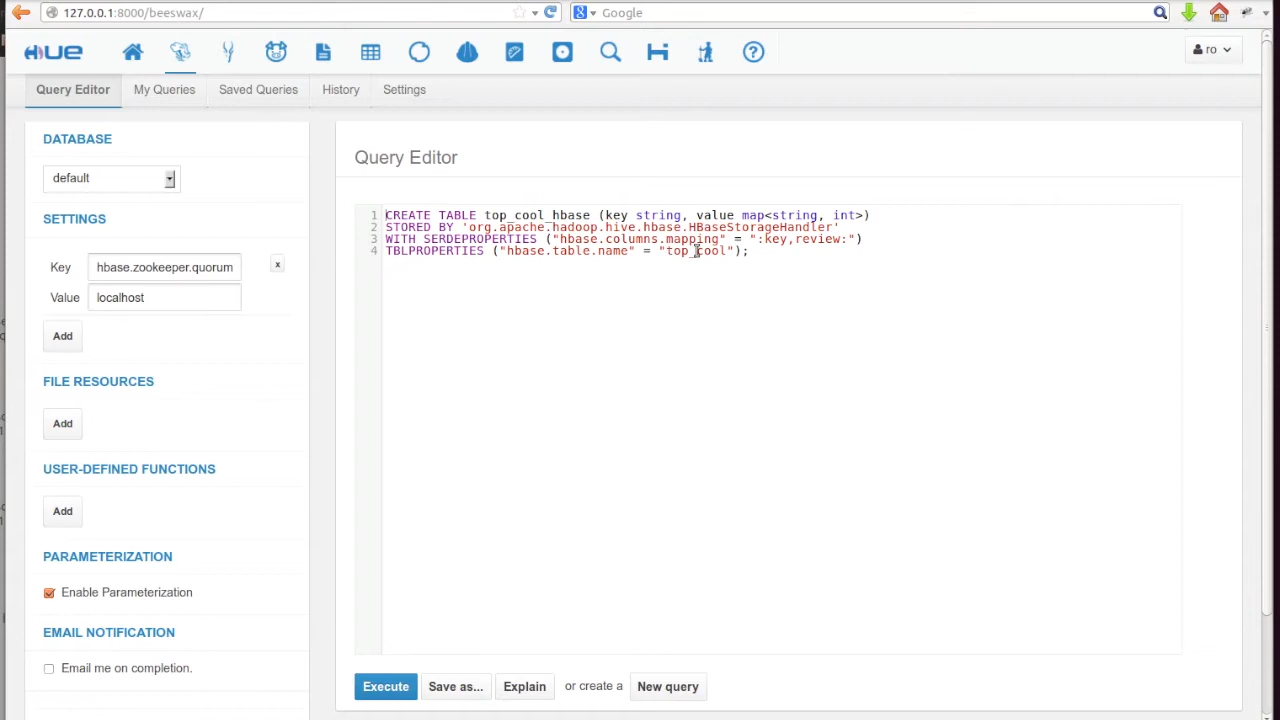 127.0.0.1:8000/beeswax/
Google
HUE
ro
Query Editor
My Queries
Saved Queries
History
Settings
DATABASE
default
SETTINGS
Key
hbase.zookeeper.quorum
x
Value
localhost
Add
FILE RESOURCES
Add
USER-DEFINED FUNCTIONS
Add
PARAMETERIZATION
Enable Parameterization
EMAIL NOTIFICATION
Email me on completion.
Query Editor
1 CREATE TABLE top_cool_hbase (key string, value map<string, int>)
2 STORED BY 'org.apache.hadoop.hive.hbase.HBaseStorageHandler'
3 WITH SERDEPROPERTIES ("hbase.columns.mapping" = ":key,review:")
4 TBLPROPERTIES ("hbase.table.name" = "top_cool");
Execute
Save as...
Explain
or create a
New query